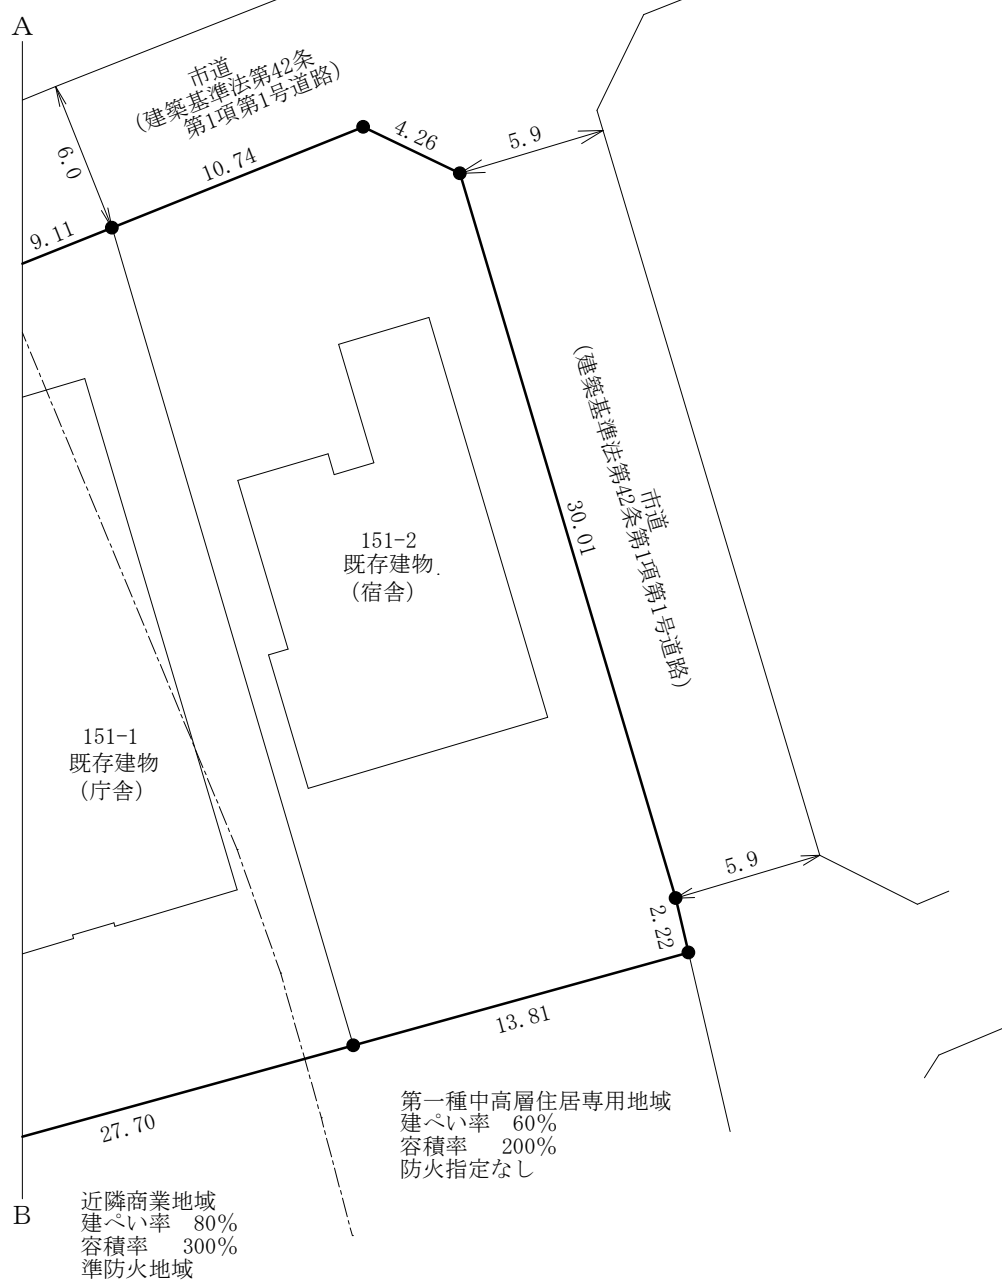 A
市道
(建築基準法第42条
第1項第1号道路)
6.0
9.11
10.74
4.26
5.9
30.01
市道
(建築基準法第42条第1項第1号道路)
151-2
既存建物
(宿舎)
151-1
既存建物
(庁舎)
5.9
2.22
13.81
27.70
第一種中高層住居専用地域
建ぺい率 60%
容積率 200%
防火指定なし
B
近隣商業地域
建ぺい率 80%
容積率 300%
準防火地域